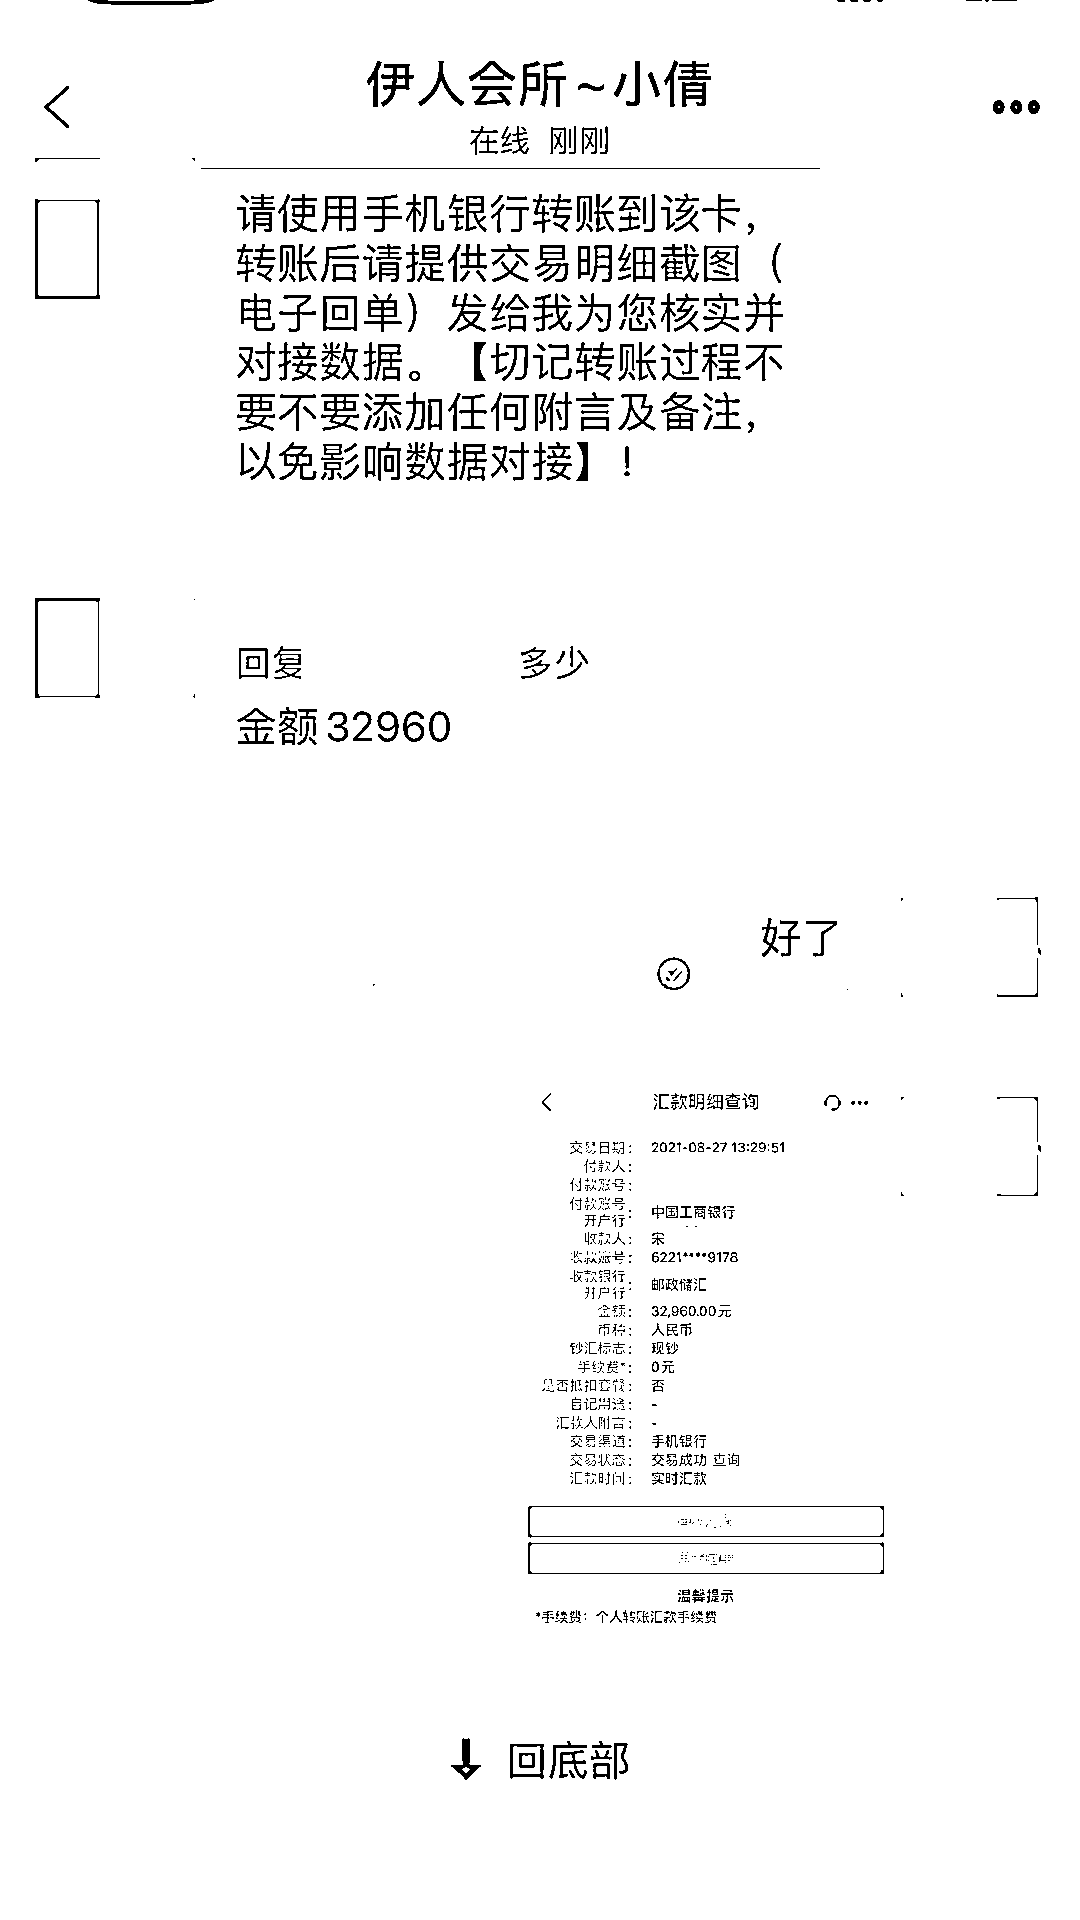 伊人会所~小倩
在线 刚刚
请使用手机银行转账到该卡，
转账后请提供交易明细截图（
电子回单）发给我为您核实并
对接数据。【切记转账过程不
要不要添加任何附言及备注，
以免影响数据对接】！
回复 多少
金额32960
好了
汇款明细查询
交易日期： 2021-08-27 13:29:51
付款人：
付款账号：
付款账号
开户行： 中国工商银行
收款人： 宋
收款账号： 6221****9178
收款银行
开户行： 邮政储汇
金额： 32,960.00元
币种： 人民币
钞汇标志： 现钞
手续费*： 0元
是否抵扣套餐： 否
自记用途： -
汇款人附言： -
交易渠道： 手机银行
交易状态： 交易成功 查询
汇款时间： 实时汇款
温馨提示
*手续费：个人转账汇款手续费
回底部